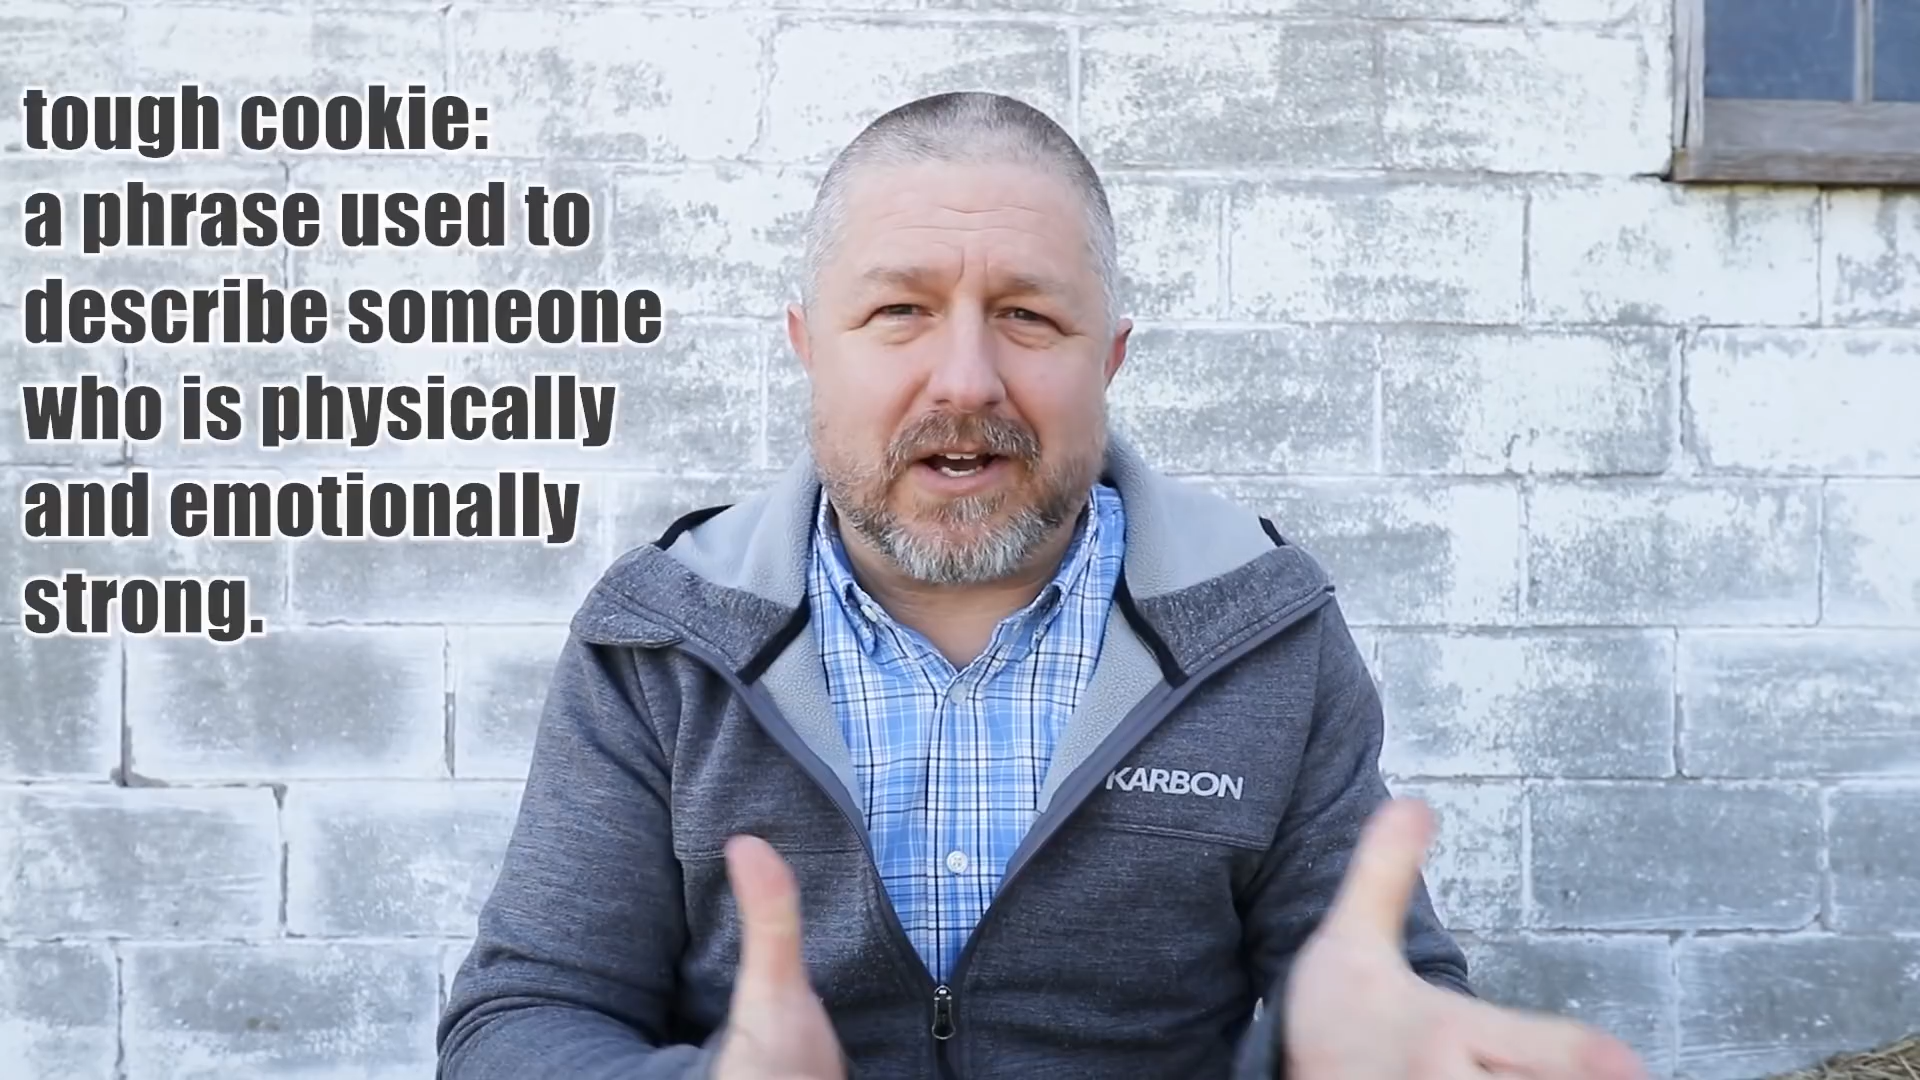 tough cookie:
a phrase used to
describe someone
who is physically
and emotionally
strong.
KARBON